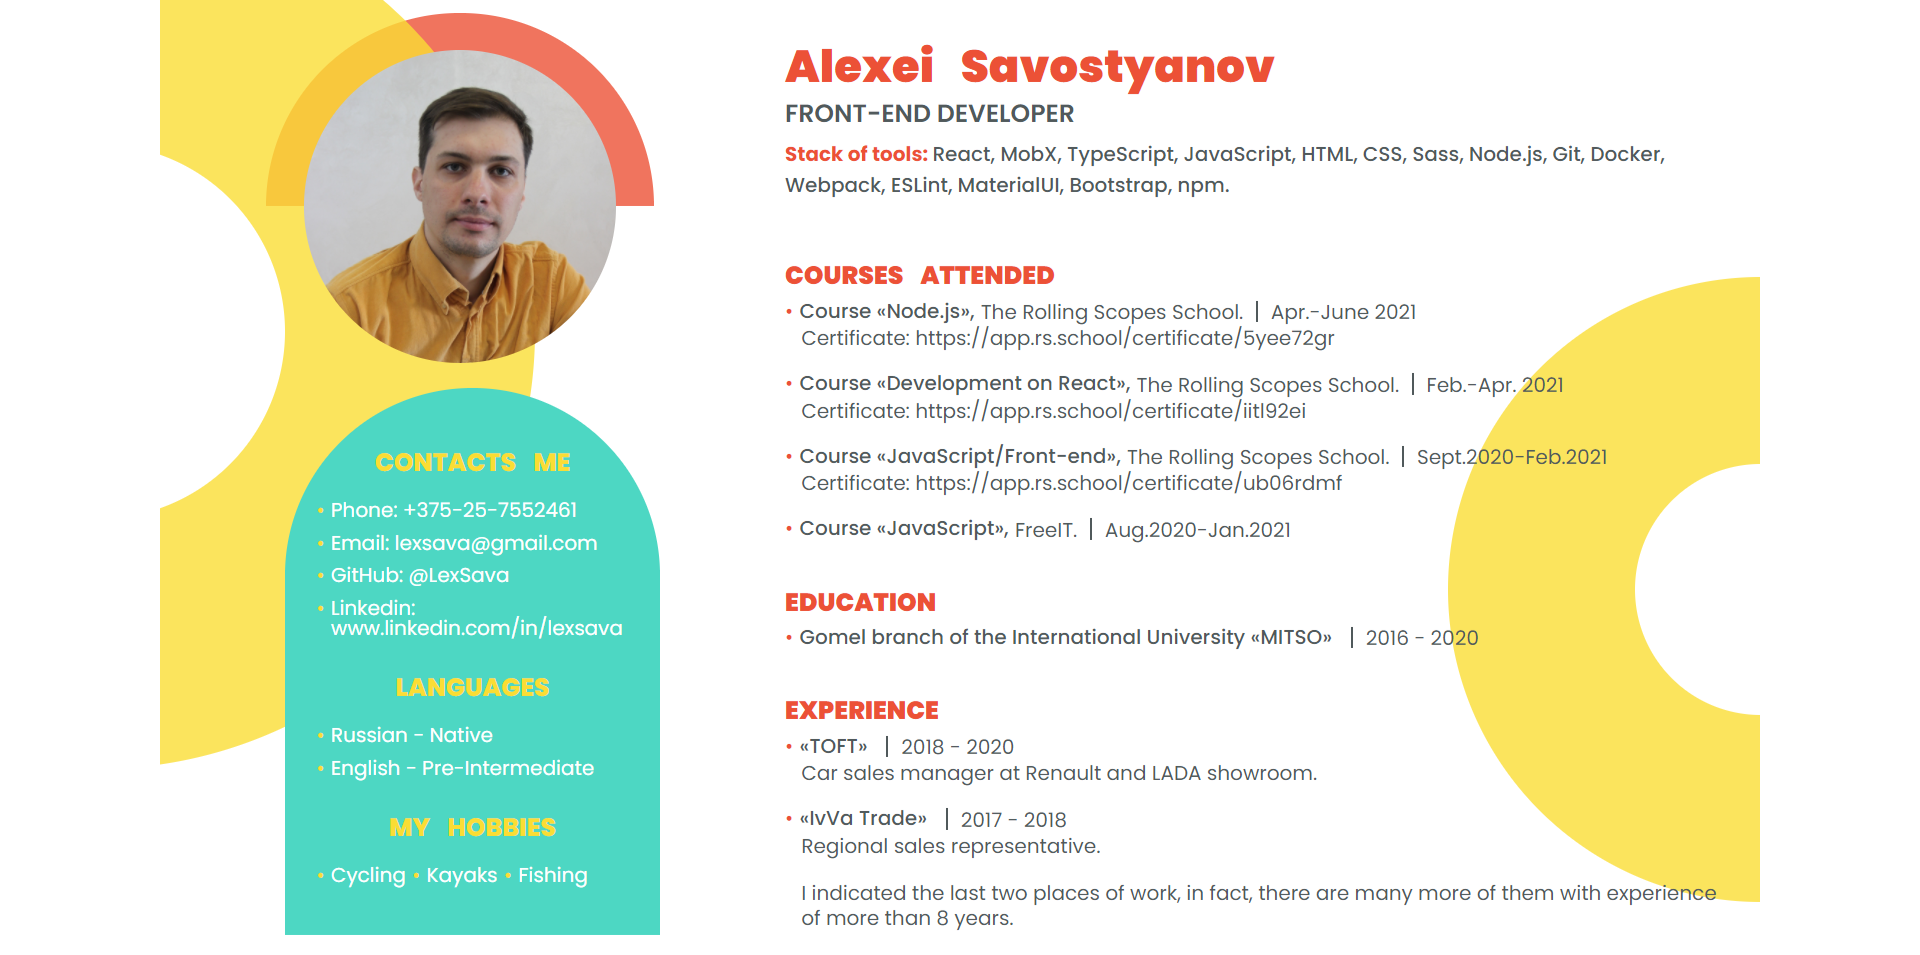 Alexei Savostyanov
FRONT-END DEVELOPER
Stack of tools: React, MobX, TypeScript, JavaScript, HTML, CSS, Sass, Node.js, Git, Docker,
Webpack, ESLint, MaterialUI, Bootstrap, npm.
COURSES ATTENDED
• Course «Node.js», The Rolling Scopes School. | Apr.-June 2021
Certificate: https://app.rs.school/certificate/5yee72gr
• Course «Development on React», The Rolling Scopes School. | Feb.-Apr. 2021
Certificate: https://app.rs.school/certificate/iitl92ei
• Course «JavaScript/Front-end», The Rolling Scopes School. | Sept.2020-Feb.2021
Certificate: https://app.rs.school/certificate/ub06rdmf
• Course «JavaScript», FreeIT. | Aug.2020-Jan.2021
EDUCATION
• Gomel branch of the International University «MITSO» | 2016 - 2020
EXPERIENCE
• «TOFT» | 2018 - 2020
Car sales manager at Renault and LADA showroom.
• «IvVa Trade» | 2017 - 2018
Regional sales representative.
I indicated the last two places of work, in fact, there are many more of them with experience
of more than 8 years.
CONTACTS ME
• Phone: +375-25-7552461
• Email: lexsava@gmail.com
• GitHub: @LexSava
• Linkedin:
www.linkedin.com/in/lexsava
LANGUAGES
• Russian - Native
• English - Pre-Intermediate
MY HOBBIES
• Cycling • Kayaks • Fishing